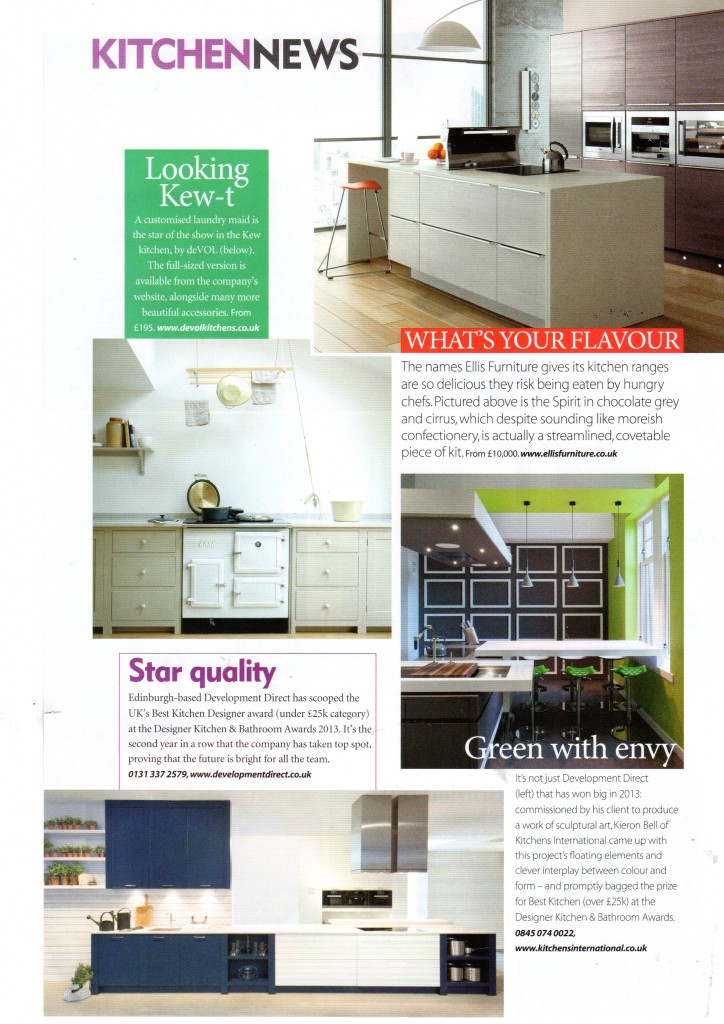 KITCHENNEWS
Looking
Kew-t
A customised laundry maid is
the star of the show in the Kew
kitchen, by deVOL (below).
The full-sized version is
available from the company's
website, alongside many more
beautiful accessories. From
£195. www.devolkitchens.co.uk
WHAT'S YOUR FLAVOUR
The names Ellis Furniture gives its kitchen ranges
are so delicious they risk being eaten by hungry
chefs. Pictured above is the Spirit in chocolate grey
and cirrus, which despite sounding like moreish
confectionery, is actually a streamlined, covetable
piece of kit. From £10,000. www.ellisfurniture.co.uk
Star quality
Edinburgh-based Development Direct has scooped the
UK's Best Kitchen Designer award (under £25k category)
at the Designer Kitchen & Bathroom Awards 2013. It's the
second year in a row that the company has taken top spot,
proving that the future is bright for all the team.
0131 337 2579, www.developmentdirect.co.uk
Green with envy
It's not just Development Direct
(left) that has won big in 2013:
commissioned by his client to produce
a work of sculptural art, Kieron Bell of
Kitchens International came up with
this project's floating elements and
clever interplay between colour and
form – and promptly bagged the prize
for Best Kitchen (over £25k) at the
Designer Kitchen & Bathroom Awards.
0845 074 0022,
www.kitchensinternational.co.uk